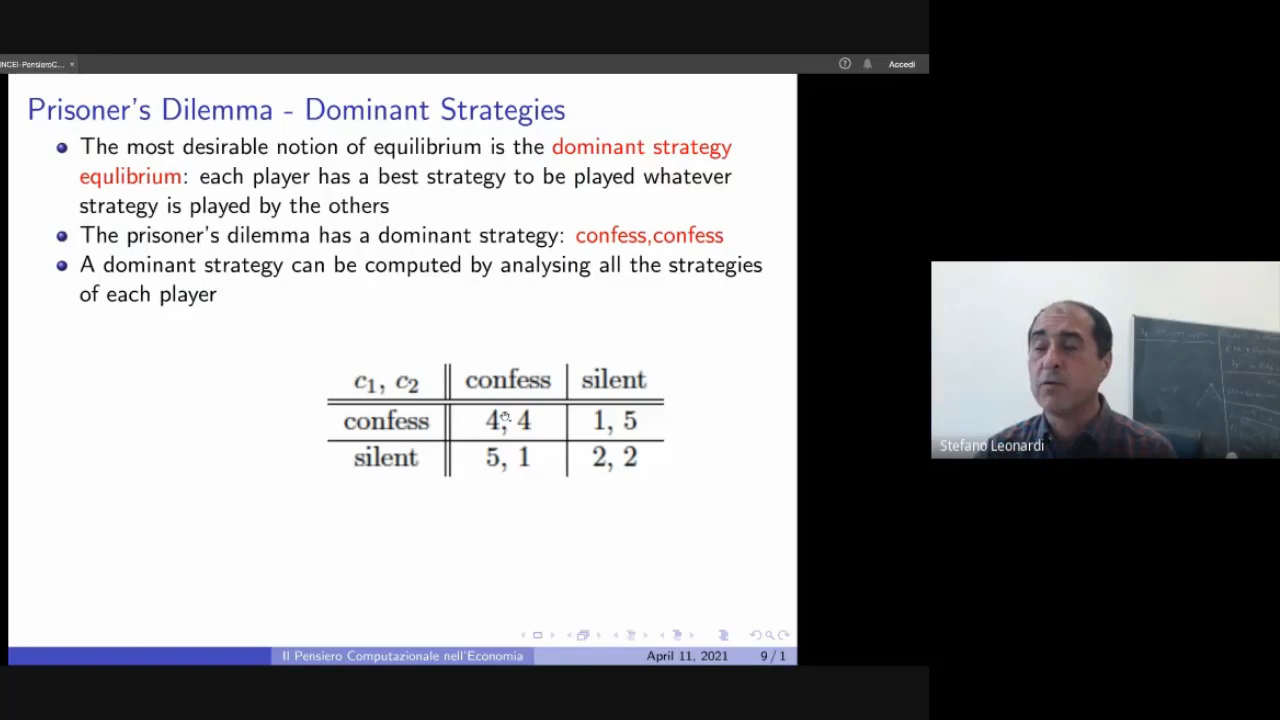 INCEI-PensieroC... ×
Accedi
Prisoner's Dilemma - Dominant Strategies
The most desirable notion of equilibrium is the dominant strategy
equlibrium: each player has a best strategy to be played whatever
strategy is played by the others
The prisoner's dilemma has a dominant strategy: confess,confess
A dominant strategy can be computed by analysing all the strategies
of each player
c1, c2 confess silent
confess 4, 4 1, 5
silent 5, 1 2, 2
Stefano Leonardi
Il Pensiero Computazionale nell'Economia April 11, 2021 9 / 1